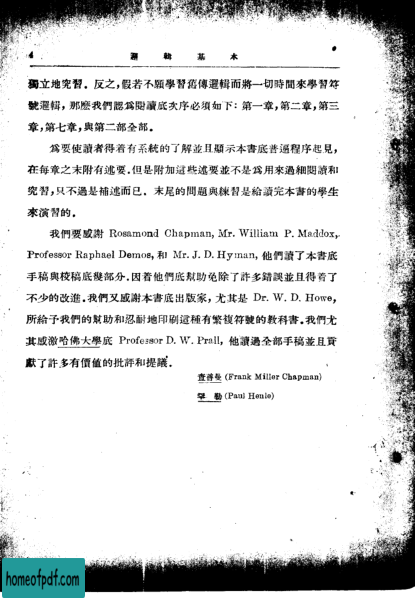 4 邏輯基本
獨立地究習. 反之,假若不願學習舊傳邏輯而將一切時間來學習符
號邏輯,那麽我們認爲閱讀底次序必須如下: 第一章,第二章,第三
章,第七章,與第二部全部.
爲要使讀者得着有系統的了解並且顯示本書底普遍程序起見,
在每章之末附有述要.但是附加這些述要並不是爲用來過細閱讀和
究習,只不過是補述而已. 末尾的問題與練習是給讀完本書的學生
來演習的.
我們要感謝 Rosamond Chapman, Mr. William P. Maddox,
Professor Raphael Demos, 和 Mr. J. D. Hyman, 他們讀了本書底
手稿與校稿底幾部分.因着他們底幫助免除了許多錯誤並且得着了
不少的改進.我們又感謝本書底出版家,尤其是 Dr. W. D. Howe,
所給予我們的幫助和忍耐地印刷這種有繁複符號的教科書.我們尤
其感激哈佛大學底 Professor D. W. Prall, 他讀過全部手稿並且貢
獻了許多有價値的批評和提議.
查普曼 (Frank Miller Chapman)
罕勒 (Paul Henle)
homeofpdf.com